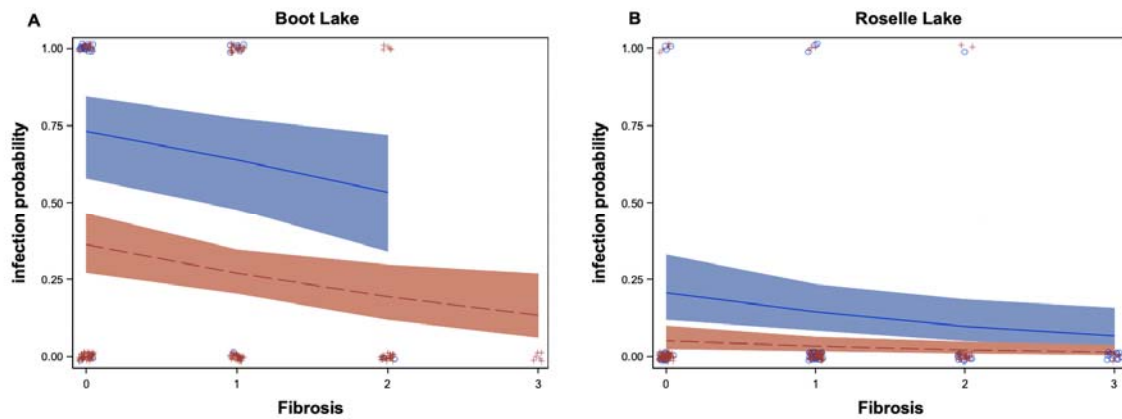 A
Boot Lake
infection probability
1.00
0.75
0.50
0.25
0.00
0
1
2
3
Fibrosis
B
Roselle Lake
infection probability
1.00
0.75
0.50
0.25
0.00
0
1
2
3
Fibrosis